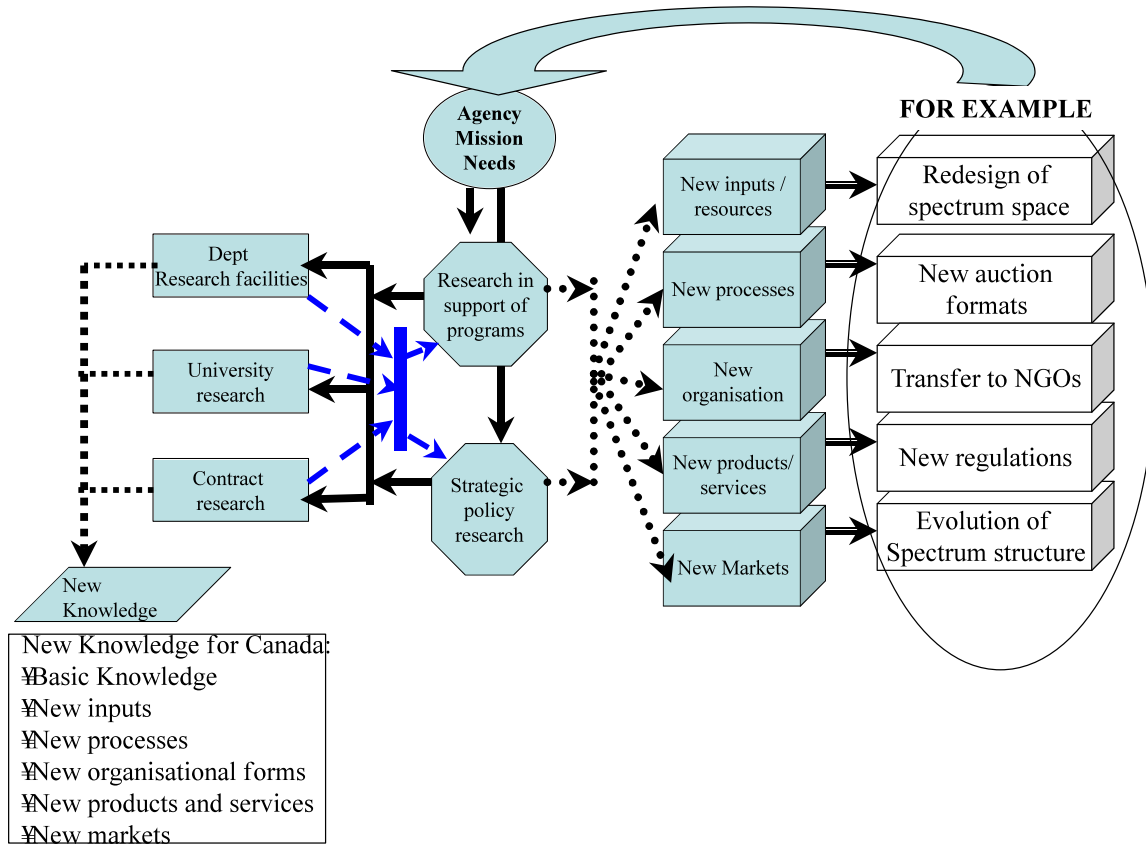 Agency
Mission
Needs
FOR EXAMPLE
Dept
Research facilities
University
research
Contract
research
Research in
support of
programs
Strategic
policy
research
New inputs /
resources
New processes
New
organisation
New products/
services
New Markets
Redesign of
spectrum space
New auction
formats
Transfer to NGOs
New regulations
Evolution of
Spectrum structure
New
Knowledge
New Knowledge for Canada:
¥Basic Knowledge
¥New inputs
¥New processes
¥New organisational forms
¥New products and services
¥New markets